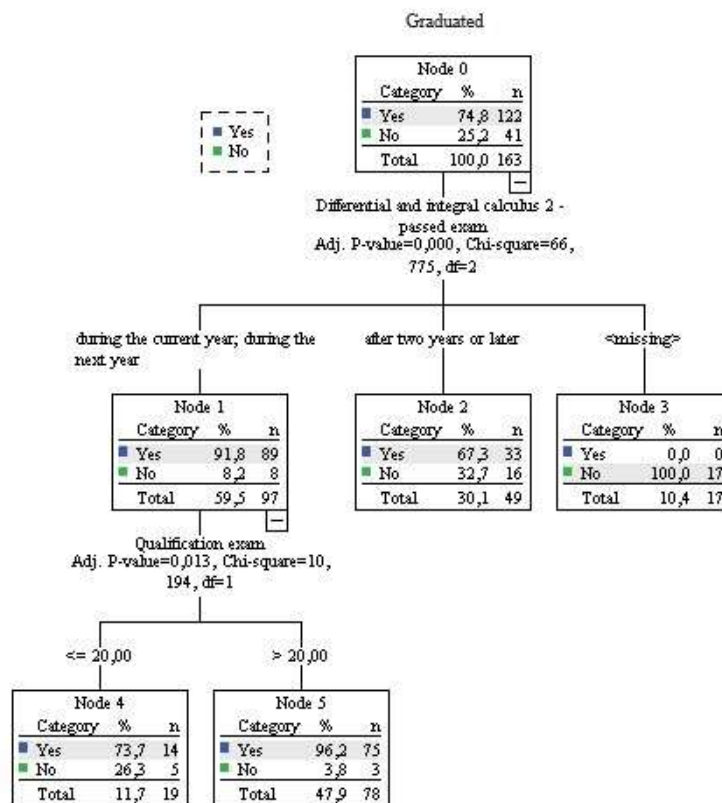 Graduated
Node 0
Category % n
Yes 74,8 122
No 25,2 41
Total 100,0 163
Yes
No
Differential and integral calculus 2 -
passed exam
Adj. P-value=0,000, Chi-square=66,
775, df=2
during the current year; during the
next year
after two years or later
<missing>
Node 1
Category % n
Yes 91,8 89
No 8,2 8
Total 59,5 97
Node 2
Category % n
Yes 67,3 33
No 32,7 16
Total 30,1 49
Node 3
Category % n
Yes 0,0 0
No 100,0 17
Total 10,4 17
Qualification exam
Adj. P-value=0,013, Chi-square=10,
194, df=1
<= 20,00
> 20,00
Node 4
Category % n
Yes 73,7 14
No 26,3 5
Total 11,7 19
Node 5
Category % n
Yes 96,2 75
No 3,8 3
Total 47,9 78